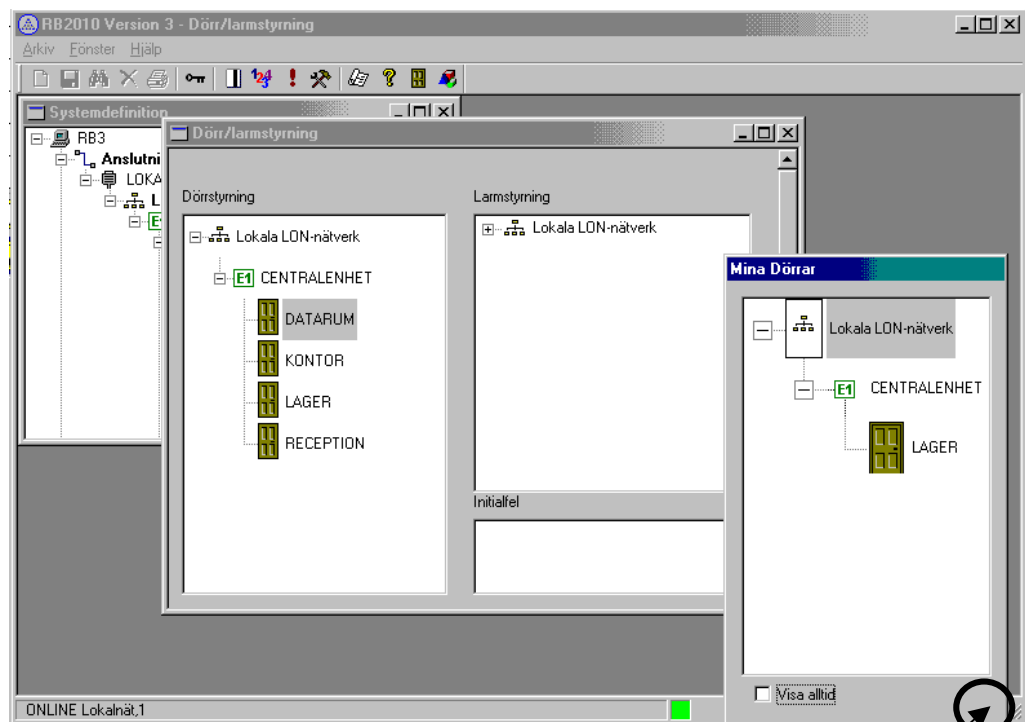 RB2010 Version 3 - Dörr/larmstyrning
Arkiv Fönster Hjälp
Systemdefinition
RB3
Anslutni
LOKA
L
E
Dörr/larmstyrning
Dörrstyrning
Lokala LON-nätverk
E1 CENTRALENHET
DATARUM
KONTOR
LAGER
RECEPTION
Larmstyrning
Lokala LON-nätverk
Initialfel
Mina Dörrar
Lokala LON-nätverk
E1 CENTRALENHET
LAGER
Visa alltid
ONLINE Lokalnät,1